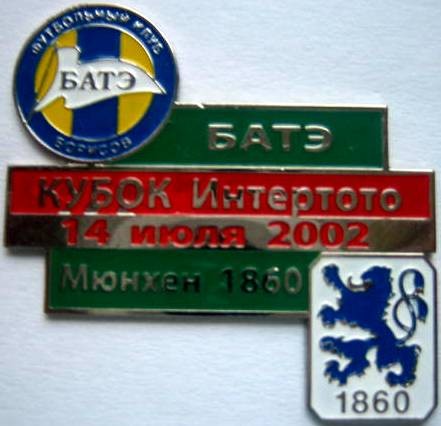 ФУТБОЛЬНЫЙ КЛУБ
БАТЭ
БОРИСОВ
БАТЭ
КУБОК Интертото
14 июля 2002
Мюнхен 1860
1860